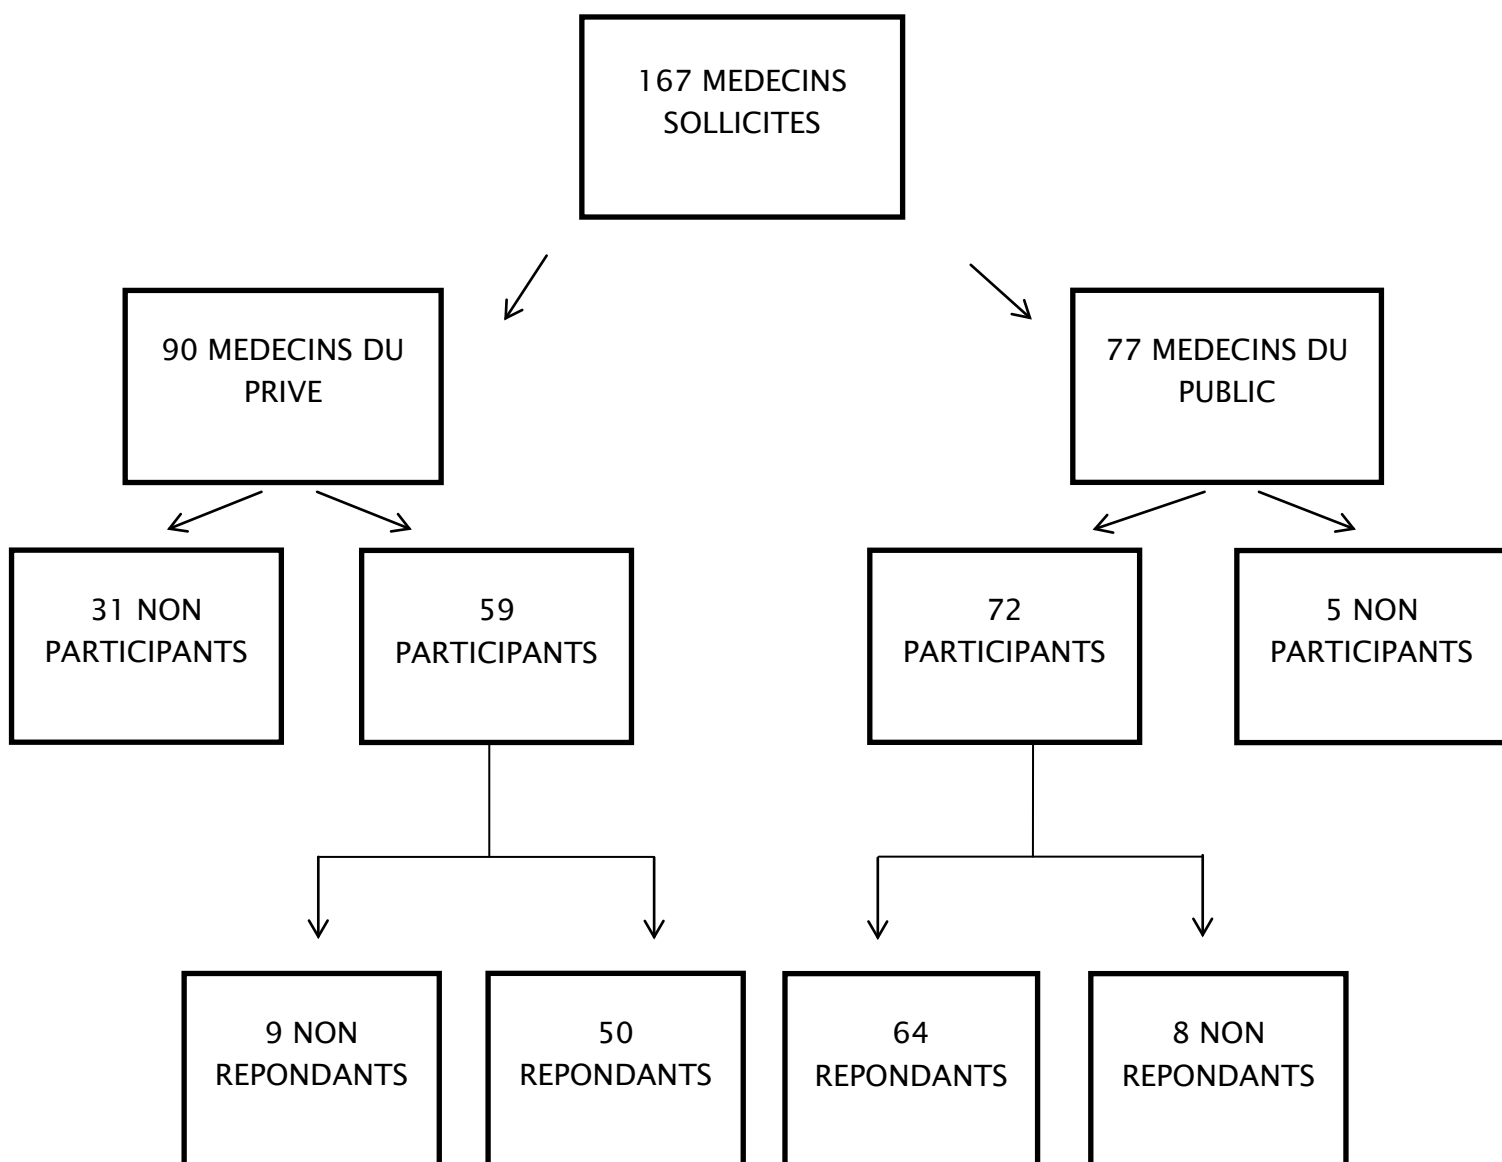 167 MEDECINS
SOLLICITES
90 MEDECINS DU
PRIVE
77 MEDECINS DU
PUBLIC
31 NON
PARTICIPANTS
59
PARTICIPANTS
72
PARTICIPANTS
5 NON
PARTICIPANTS
9 NON
REPONDANTS
50
REPONDANTS
64
REPONDANTS
8 NON
REPONDANTS